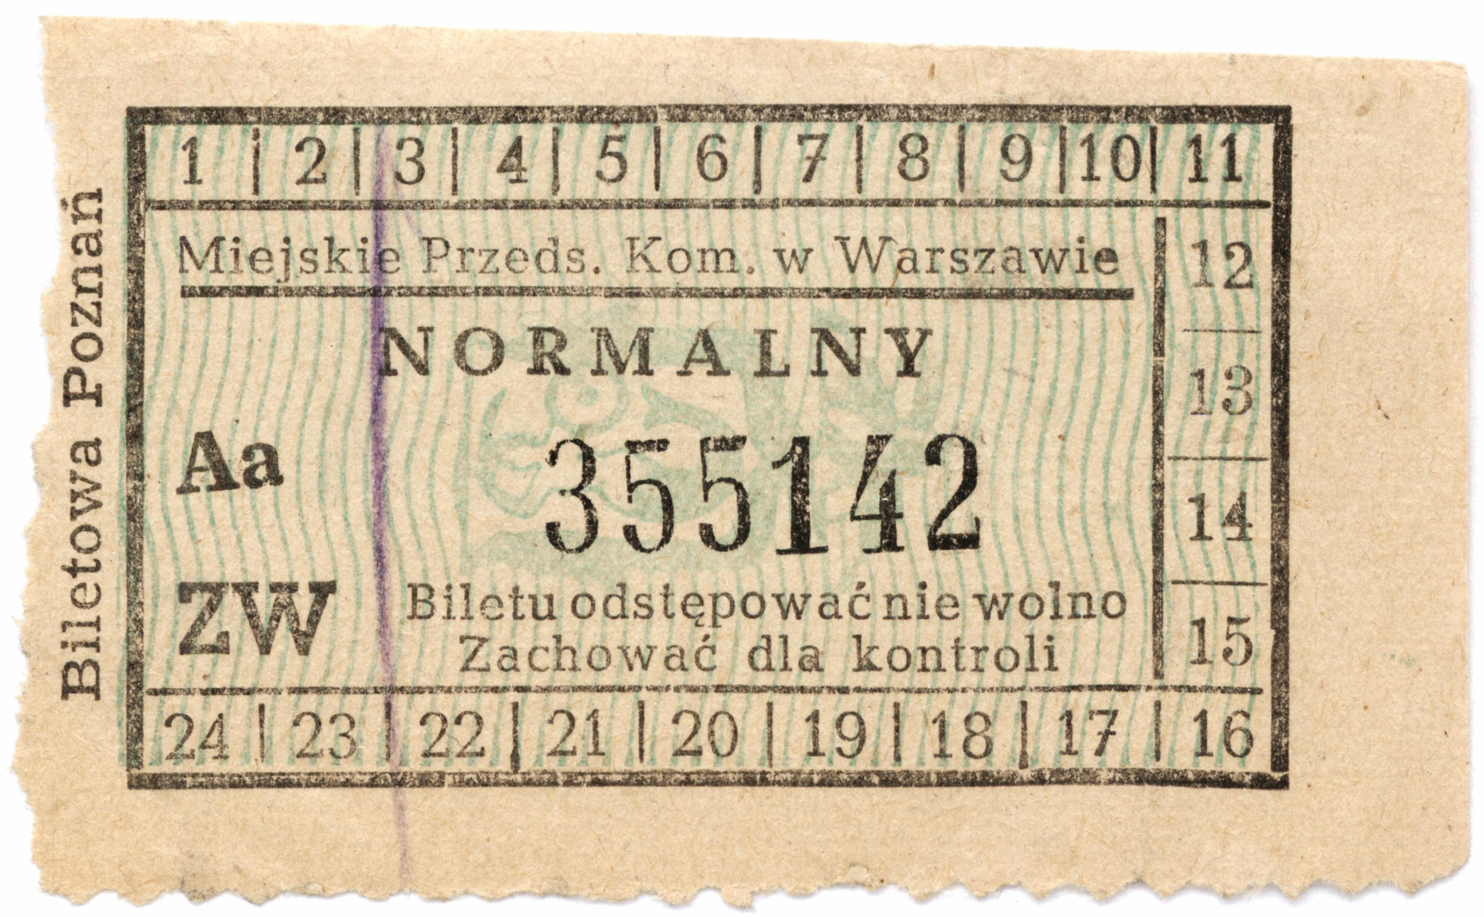 1 | 2 | 3 | 4 | 5 | 6 | 7 | 8 | 9 | 10 | 11
Miejskie Przeds. Kom. w Warszawie
12
NORMALNY
13
Aa
355142
14
ZW
Biletu odstępować nie wolno
Zachować dla kontroli
15
24 | 23 | 22 | 21 | 20 | 19 | 18 | 17 | 16
Biletowa Poznań